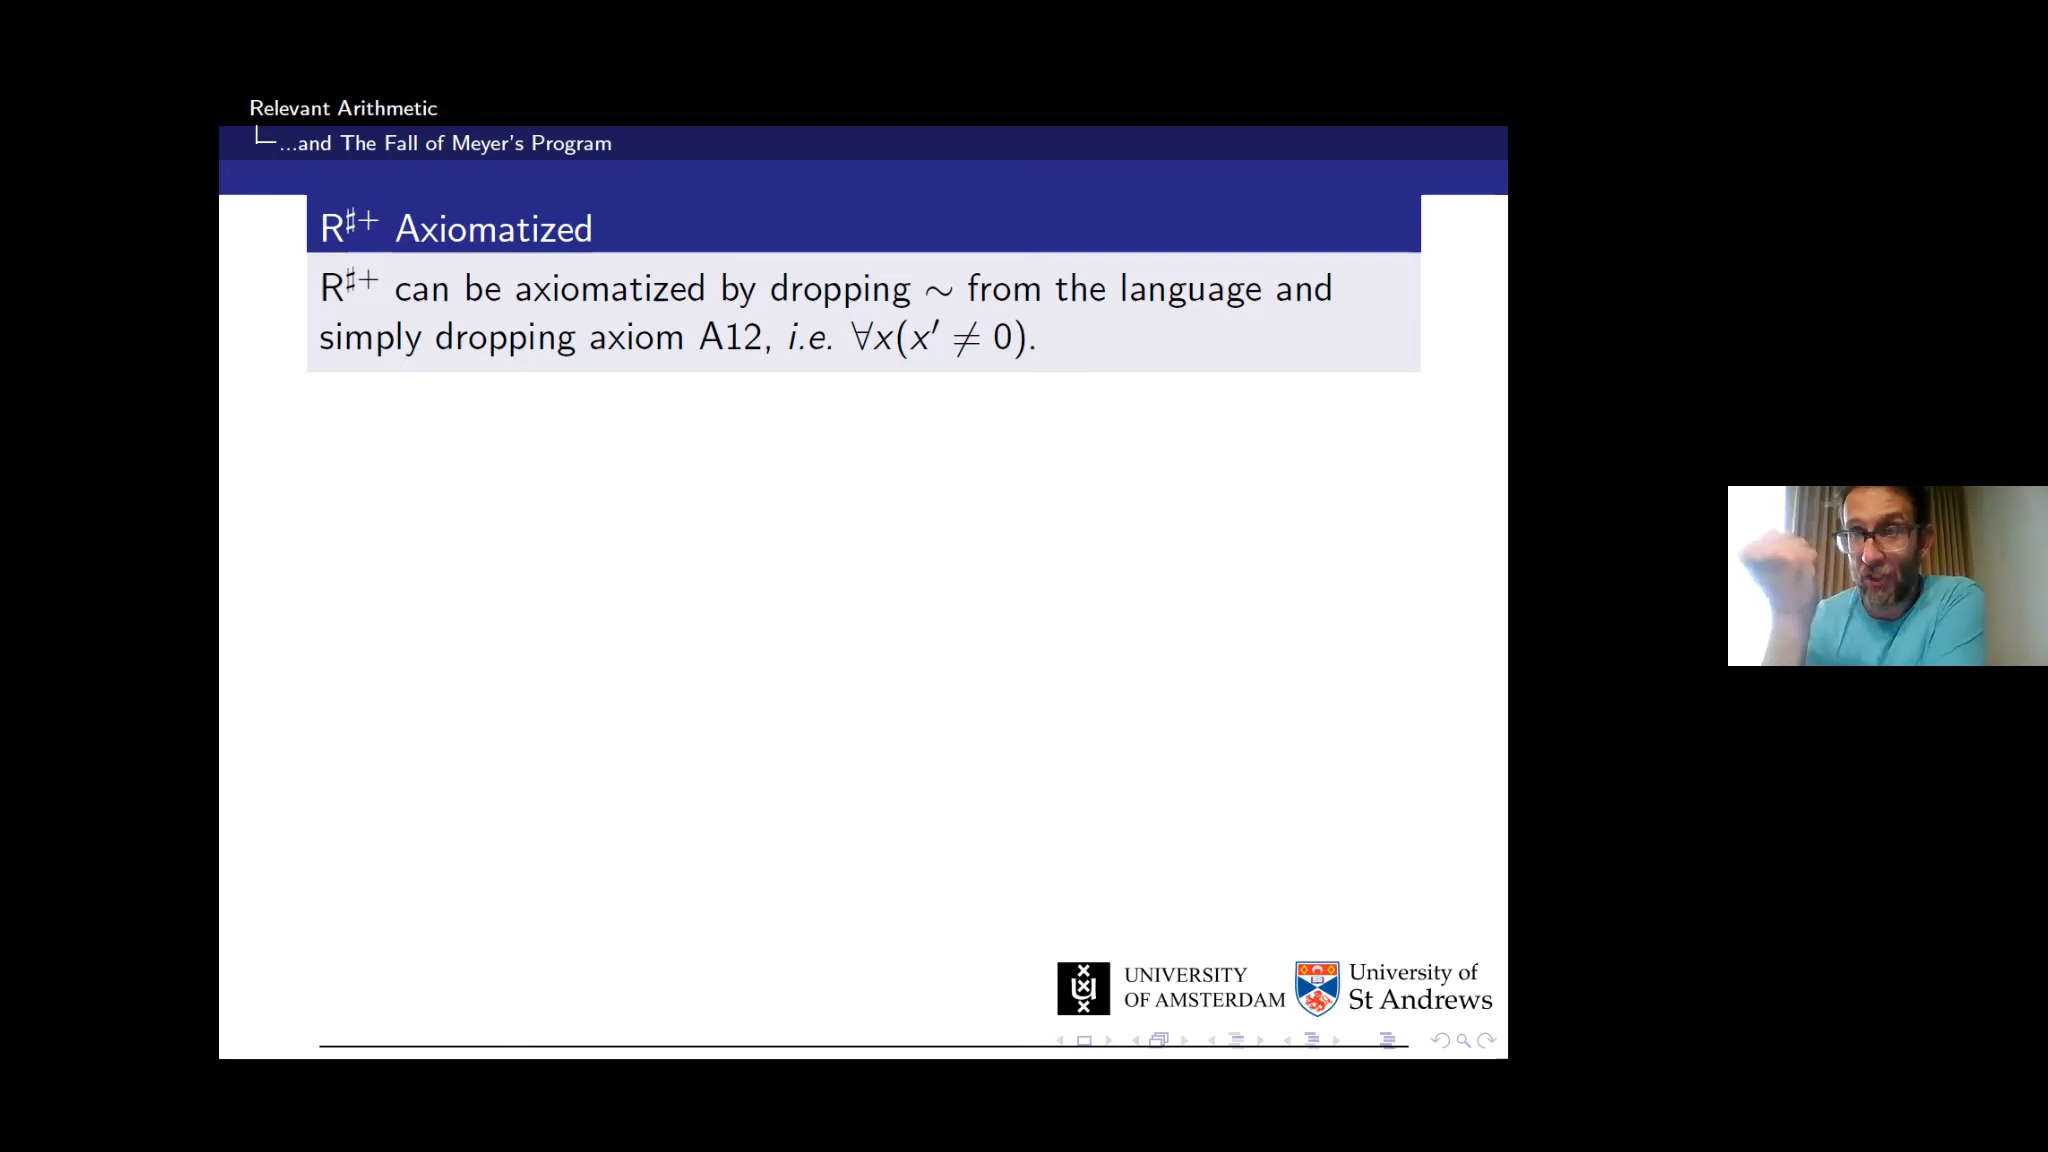 Relevant Arithmetic
...and The Fall of Meyer's Program
R♯+ Axiomatized
R♯+ can be axiomatized by dropping ∼ from the language and
simply dropping axiom A12, i.e. ∀x(x′ ≠ 0).
UNIVERSITY
OF AMSTERDAM
University of
St Andrews